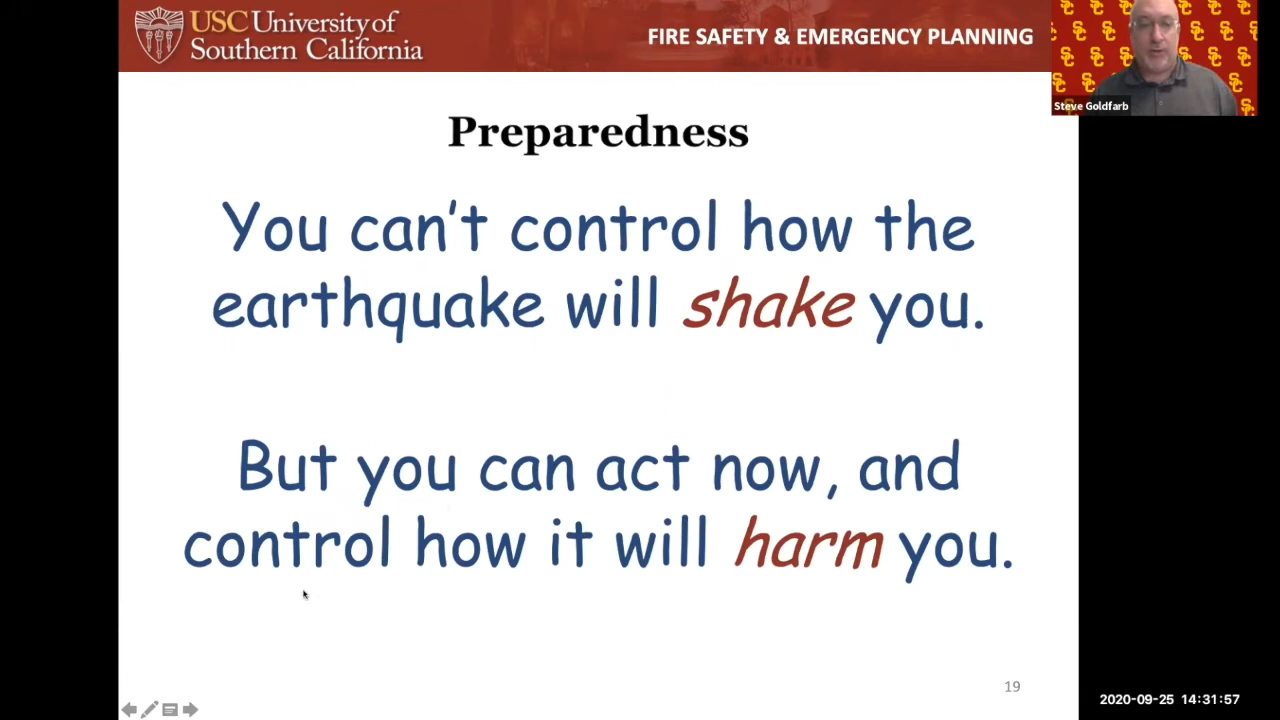 USC University of
Southern California
FIRE SAFETY & EMERGENCY PLANNING
Steve Goldfarb
Preparedness
You can't control how the
earthquake will shake you.
But you can act now, and
control how it will harm you.
19
2020-09-25 14:31:57